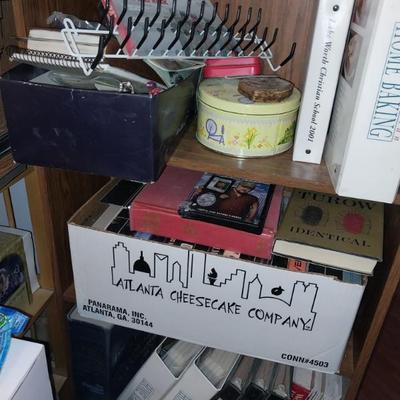 Lake Worth Christian School 2001
HOME BAKING
TUROW
IDENTICAL
ATLANTA CHEESECAKE COMPANY
PANARAMA, INC.
ATLANTA, GA. 30144
CONN#4503